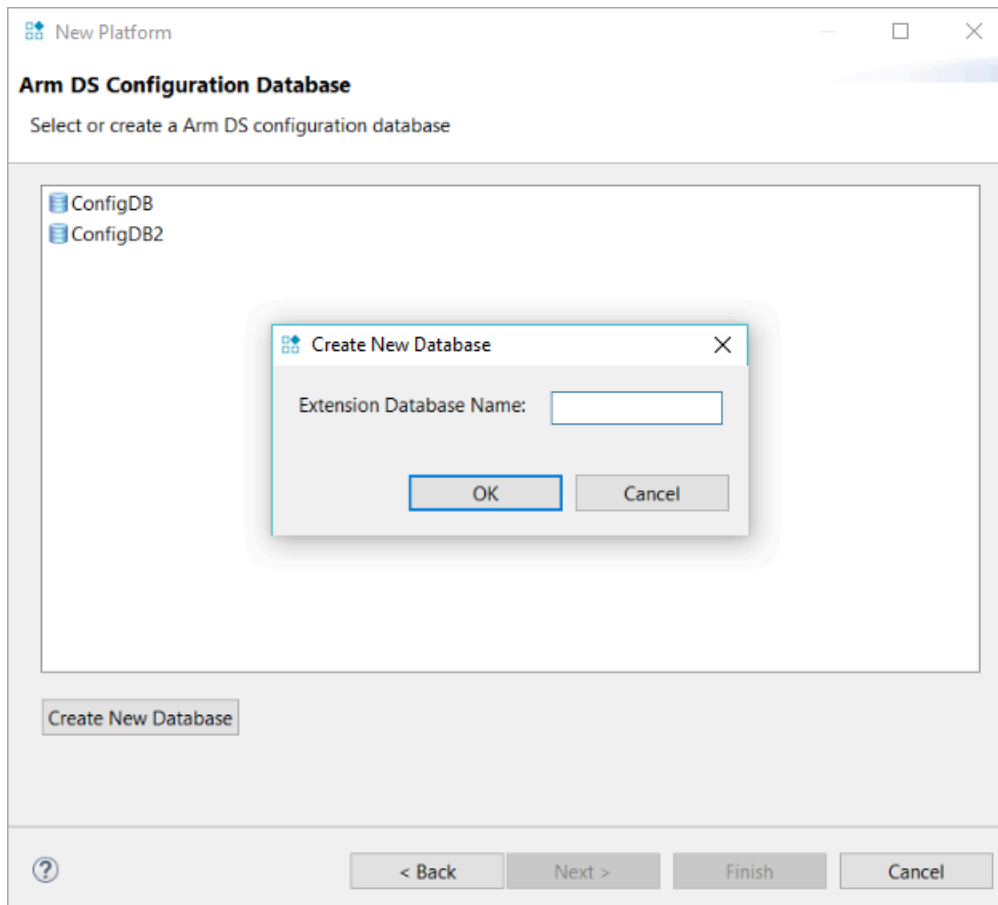 New Platform
Arm DS Configuration Database
Select or create a Arm DS configuration database
ConfigDB
ConfigDB2
Create New Database
Extension Database Name:
OK Cancel
Create New Database
? < Back Next > Finish Cancel